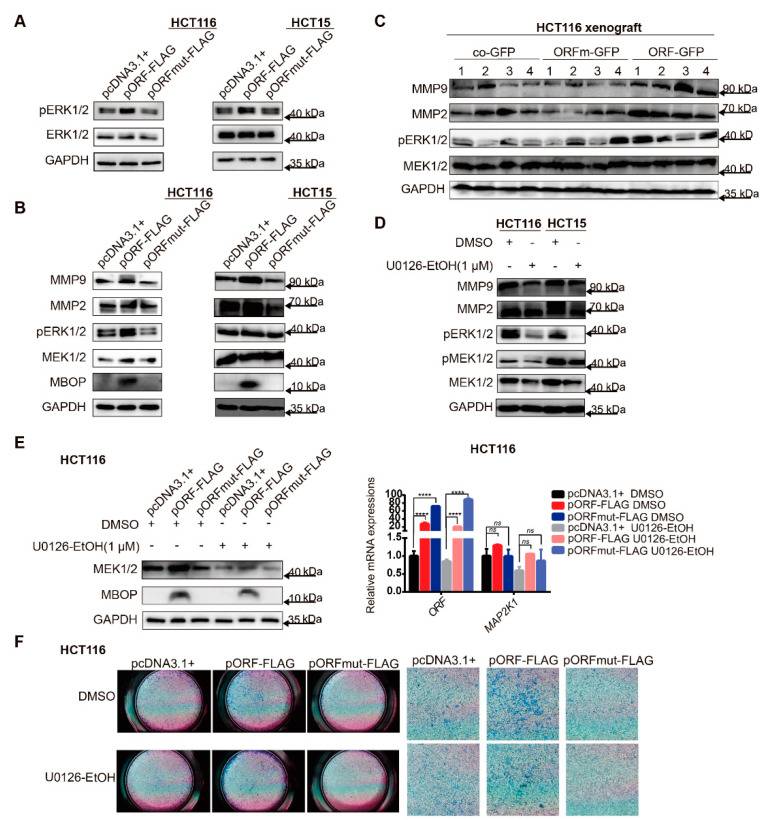 A
HCT116
HCT15
pcDNA3.1+
pORF-FLAG
pORFmut-FLAG
pcDNA3.1+
pORF-FLAG
pORFmut-FLAG
pERK1/2
40 kDa
ERK1/2
40 kDa
GAPDH
35 kDa
B
HCT116
HCT15
pcDNA3.1+
pORF-FLAG
pORFmut-FLAG
pcDNA3.1+
pORF-FLAG
pORFmut-FLAG
MMP9
90 kDa
MMP2
70 kDa
pERK1/2
40 kDa
MEK1/2
40 kDa
MBOP
10 kDa
GAPDH
35 kDa
C
HCT116 xenograft
co-GFP ORFm-GFP ORF-GFP
1 2 3 4 1 2 3 4 1 2 3 4
MMP9
90 kDa
MMP2
70 kDa
pERK1/2
40 kD
MEK1/2
40 kD
GAPDH
35 kDa
D
HCT116 HCT15
DMSO + - + -
U0126-EtOH(1 μM) - + - +
MMP9
90 kDa
MMP2
70 kDa
pERK1/2
40 kDa
pMEK1/2
40 kDa
MEK1/2
40 kDa
GAPDH
35 kDa
E
HCT116
pcDNA3.1+
pORF-FLAG
pORFmut-FLAG
pcDNA3.1+
pORF-FLAG
pORFmut-FLAG
DMSO + + + - - -
U0126-EtOH(1 μM) - - - + + +
MEK1/2
40 kDa
MBOP
10 kDa
GAPDH
35 kDa
HCT116
Relative mRNA expressions
100
80
60
40
20
1.5
1.0
0.5
0.0
****
****
****
****
ns
ns
ns
ns
ORF
MAP2K1
pcDNA3.1+ DMSO
pORF-FLAG DMSO
pORFmut-FLAG DMSO
pcDNA3.1+ U0126-EtOH
pORF-FLAG U0126-EtOH
pORFmut-FLAG U0126-EtOH
F
HCT116
pcDNA3.1+ pORF-FLAG pORFmut-FLAG pcDNA3.1+ pORF-FLAG pORFmut-FLAG
DMSO
U0126-EtOH